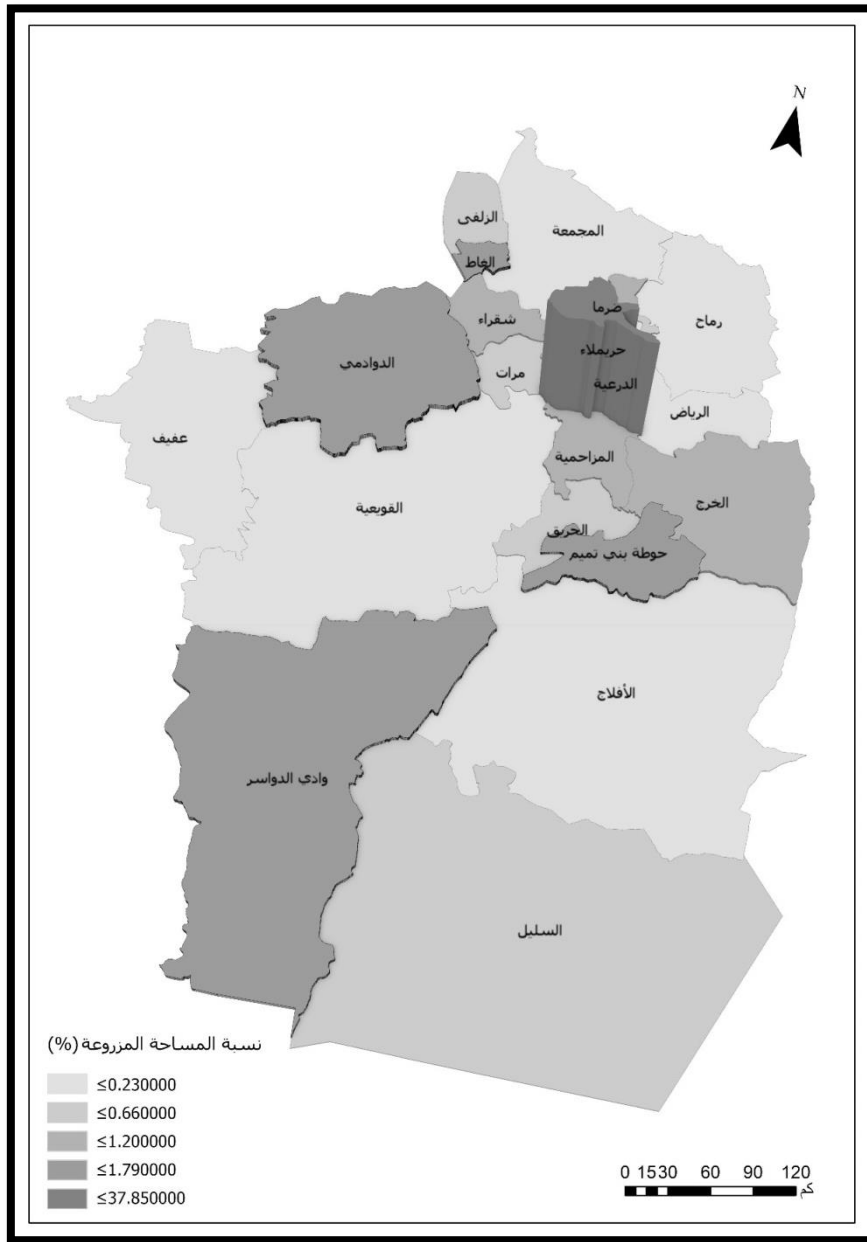 N
الزلفى
المجمعة
الغاط
ضرما
رماح
شقراء
حريملاء
الدوادمي
مرات
الدرعية
الرياض
عفيف
المزاحمية
الخرج
القويعية
الحريق
حوطة بني تميم
الأفلاج
وادي الدواسر
السليل
نسبة المساحة المزروعة (%)
≤0.230000
≤0.660000
≤1.200000
≤1.790000
≤37.850000
0 15 30 60 90 120
كم